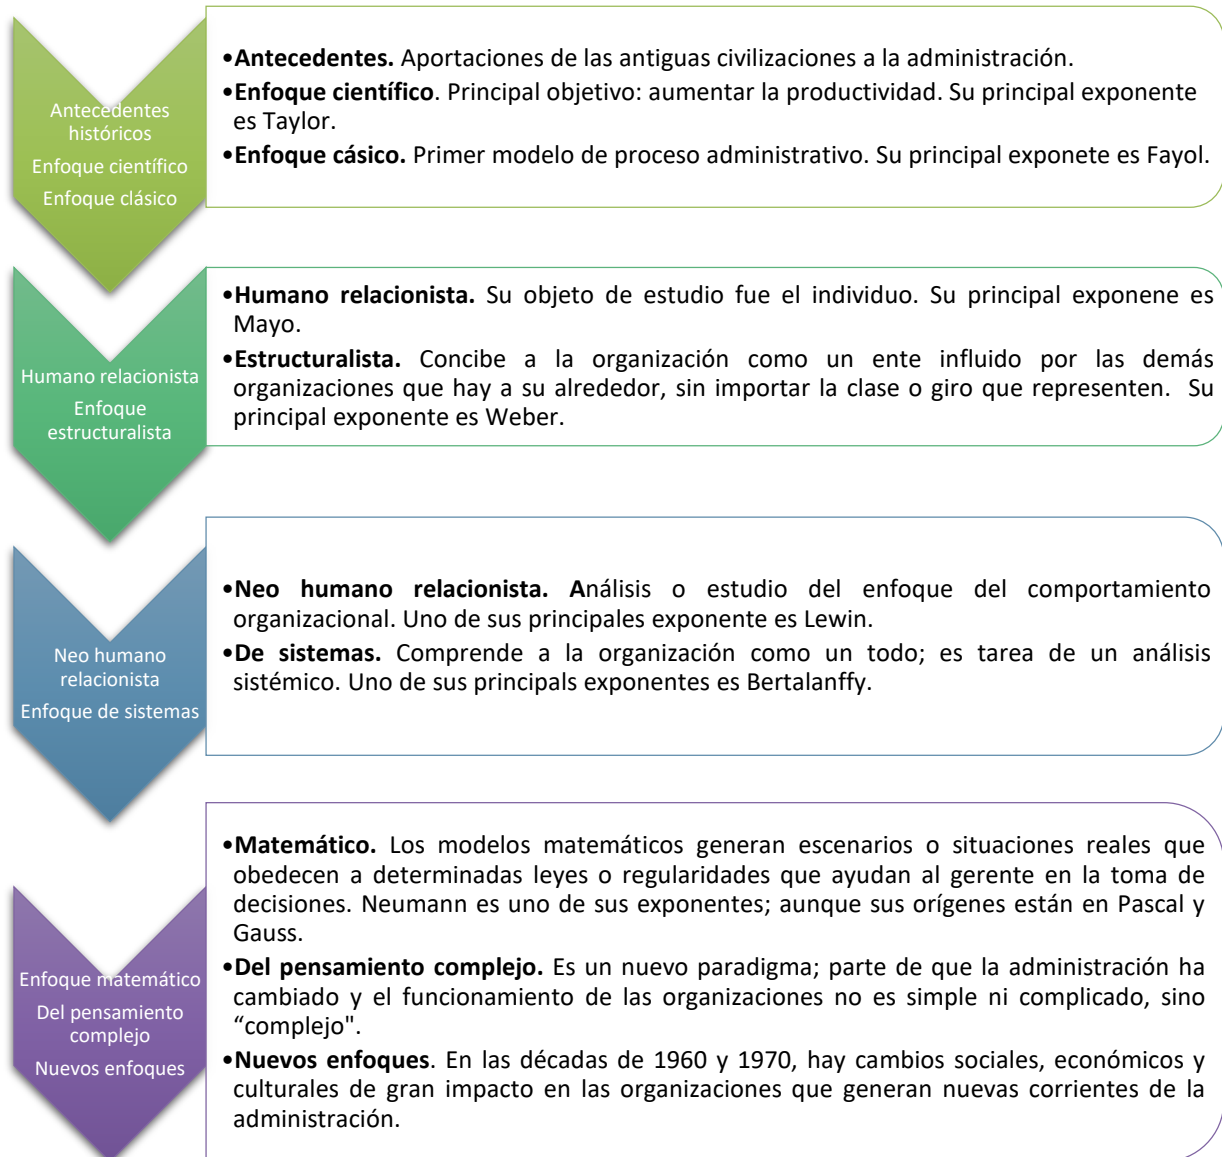 Antecedentes
históricos
Enfoque científico
Enfoque clásico
•Antecedentes. Aportaciones de las antiguas civilizaciones a la administración.
•Enfoque científico. Principal objetivo: aumentar la productividad. Su principal exponente
es Taylor.
•Enfoque cásico. Primer modelo de proceso administrativo. Su principal exponete es Fayol.
Humano relacionista
Enfoque
estructuralista
•Humano relacionista. Su objeto de estudio fue el individuo. Su principal exponene es
Mayo.
•Estructuralista. Concibe a la organización como un ente influido por las demás
organizaciones que hay a su alrededor, sin importar la clase o giro que representen. Su
principal exponente es Weber.
Neo humano
relacionista
Enfoque de sistemas
•Neo humano relacionista. Análisis o estudio del enfoque del comportamiento
organizacional. Uno de sus principales exponente es Lewin.
•De sistemas. Comprende a la organización como un todo; es tarea de un análisis
sistémico. Uno de sus principals exponentes es Bertalanffy.
Enfoque matemático
Del pensamiento
complejo
Nuevos enfoques
•Matemático. Los modelos matemáticos generan escenarios o situaciones reales que
obedecen a determinadas leyes o regularidades que ayudan al gerente en la toma de
decisiones. Neumann es uno de sus exponentes; aunque sus orígenes están en Pascal y
Gauss.
•Del pensamiento complejo. Es un nuevo paradigma; parte de que la administración ha
cambiado y el funcionamiento de las organizaciones no es simple ni complicado, sino
“complejo".
•Nuevos enfoques. En las décadas de 1960 y 1970, hay cambios sociales, económicos y
culturales de gran impacto en las organizaciones que generan nuevas corrientes de la
administración.